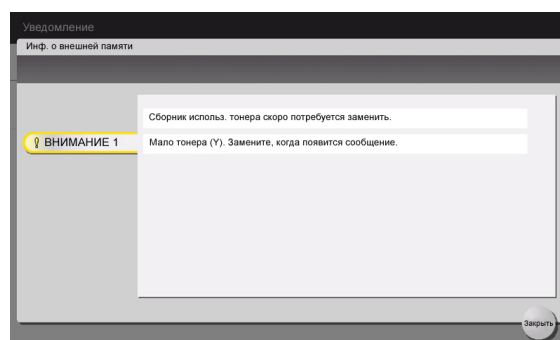 Уведомление
Инф. о внешней памяти
Сборник использ. тонера скоро потребуется заменить.
ВНИМАНИЕ 1
Мало тонера (Y). Замените, когда появится сообщение.
Закрыть